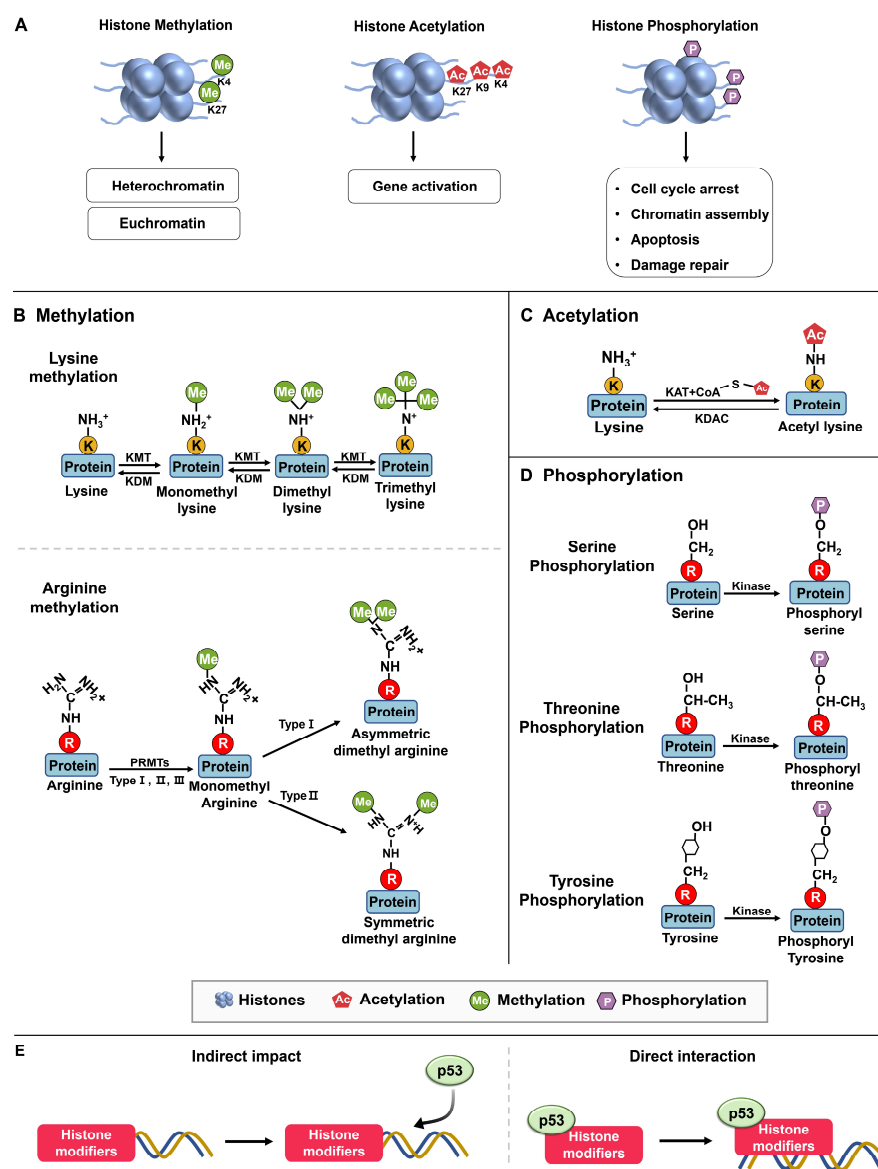 A
Histone Methylation
Histone Acetylation
Histone Phosphorylation
Me
K4
Me
K27
Ac Ac Ac
K27 K9 K4
P
P
P
Heterochromatin
Euchromatin
Gene activation
• Cell cycle arrest
• Chromatin assembly
• Apoptosis
• Damage repair
B Methylation
Lysine
methylation
NH3+
K
Protein
Lysine
KMT
KDM
Me
NH2+
K
Protein
Monomethyl
lysine
KMT
KDM
Me Me
NH+
K
Protein
Dimethyl
lysine
KMT
KDM
Me
Me Me
N+
K
Protein
Trimethyl
lysine
Arginine
methylation
H2N NH2+
C
NH
R
Protein
Arginine
PRMTs
Type I, II, III
Me
HN NH2+
C
NH
R
Protein
Monomethyl
Arginine
Type I
Type II
Me Me
N NH2+
C
NH
R
Protein
Asymmetric
dimethyl arginine
Me Me
HN N+H
C
NH
R
Protein
Symmetric
dimethyl arginine
C Acetylation
NH3+
K
Protein
Lysine
KAT+CoA S Ac
KDAC
Ac
NH
K
Protein
Acetyl lysine
D Phosphorylation
Serine
Phosphorylation
OH
CH2
R
Protein
Serine
Kinase
P
O
CH2
R
Protein
Phosphoryl
serine
Threonine
Phosphorylation
OH
CH-CH3
R
Protein
Threonine
Kinase
P
O
CH-CH3
R
Protein
Phosphoryl
threonine
Tyrosine
Phosphorylation
OH
CH2
R
Protein
Tyrosine
Kinase
P
O
CH2
R
Protein
Phosphoryl
Tyrosine
Histones Ac Acetylation Me Methylation P Phosphorylation
E
Indirect impact
Direct interaction
Histone
modifiers
p53
Histone
modifiers
p53
Histone
modifiers
p53
Histone
modifiers